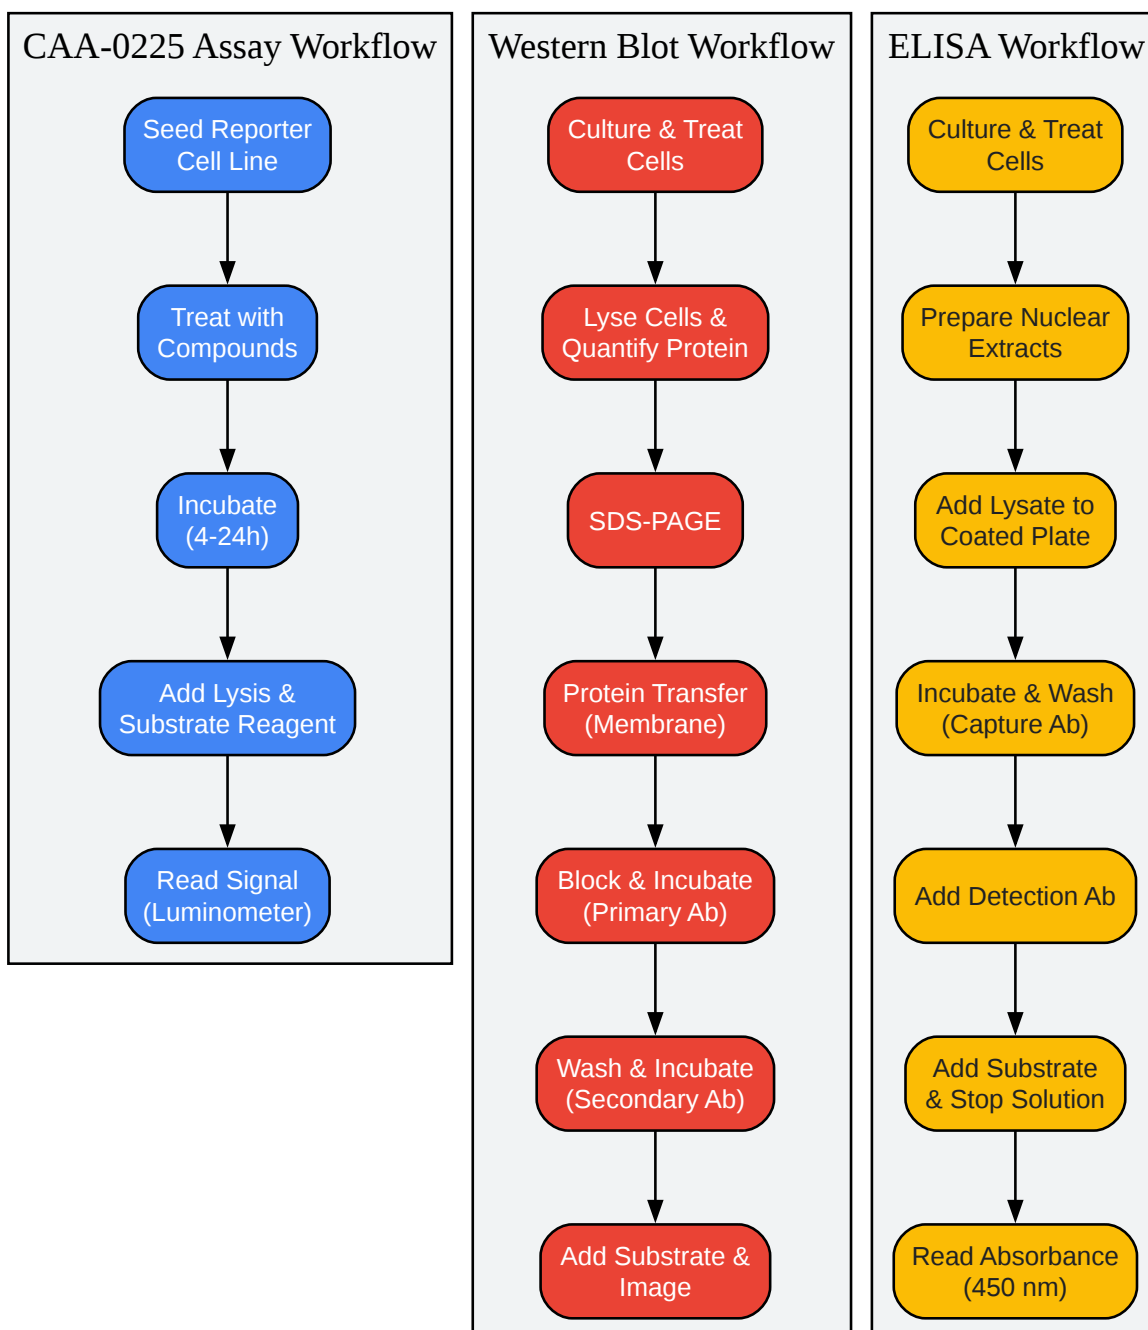 CAA-0225 Assay Workflow
Seed Reporter
Cell Line
Treat with
Compounds
Incubate
(4-24h)
Add Lysis &
Substrate Reagent
Read Signal
(Luminometer)
Western Blot Workflow
Culture & Treat
Cells
Lyse Cells &
Quantify Protein
SDS-PAGE
Protein Transfer
(Membrane)
Block & Incubate
(Primary Ab)
Wash & Incubate
(Secondary Ab)
Add Substrate &
Image
ELISA Workflow
Culture & Treat
Cells
Prepare Nuclear
Extracts
Add Lysate to
Coated Plate
Incubate & Wash
(Capture Ab)
Add Detection Ab
Add Substrate
& Stop Solution
Read Absorbance
(450 nm)